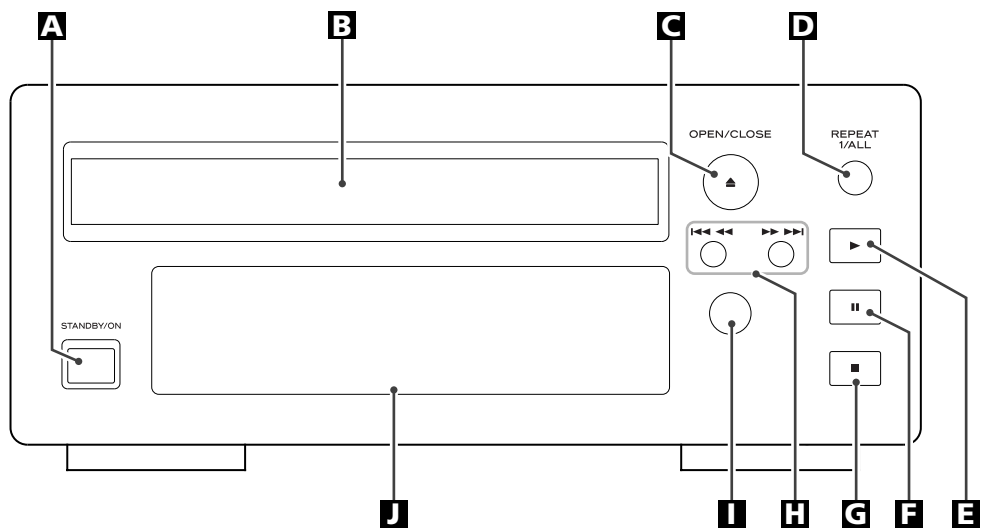 A B C D
OPEN/CLOSE
REPEAT
1/ALL
STANDBY/ON
J I H G F E